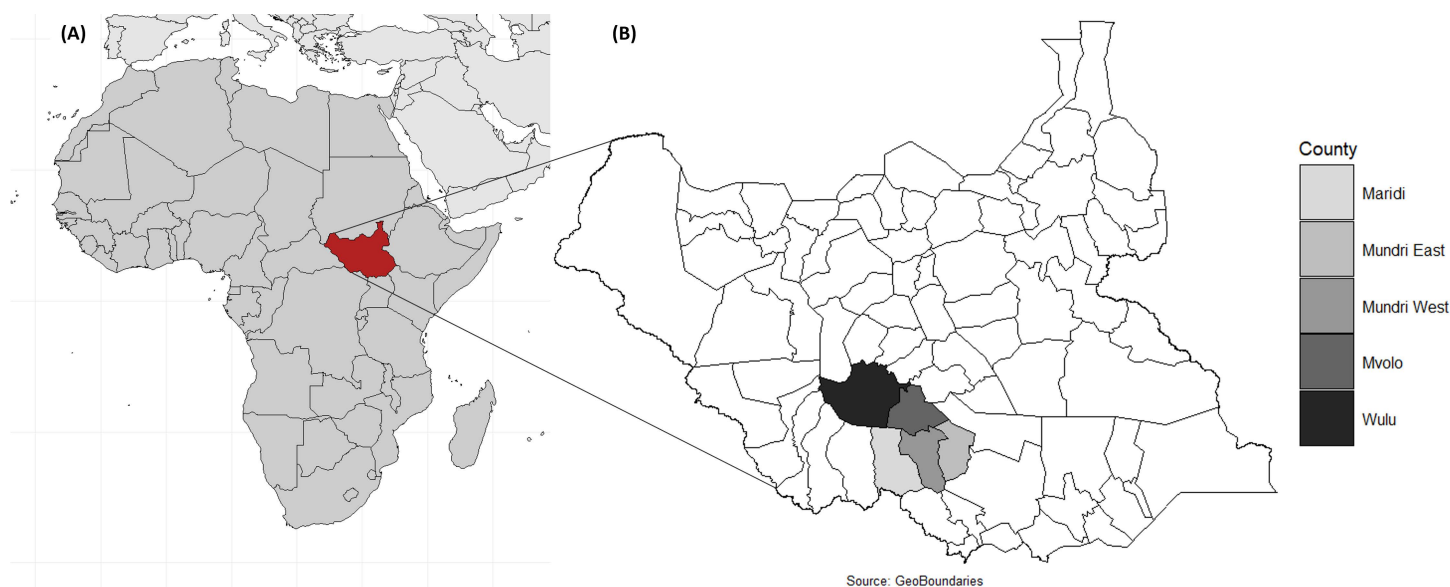 (A)
(B)
County
Maridi
Mundri East
Mundri West
Mvolo
Wulu
Source: GeoBoundaries